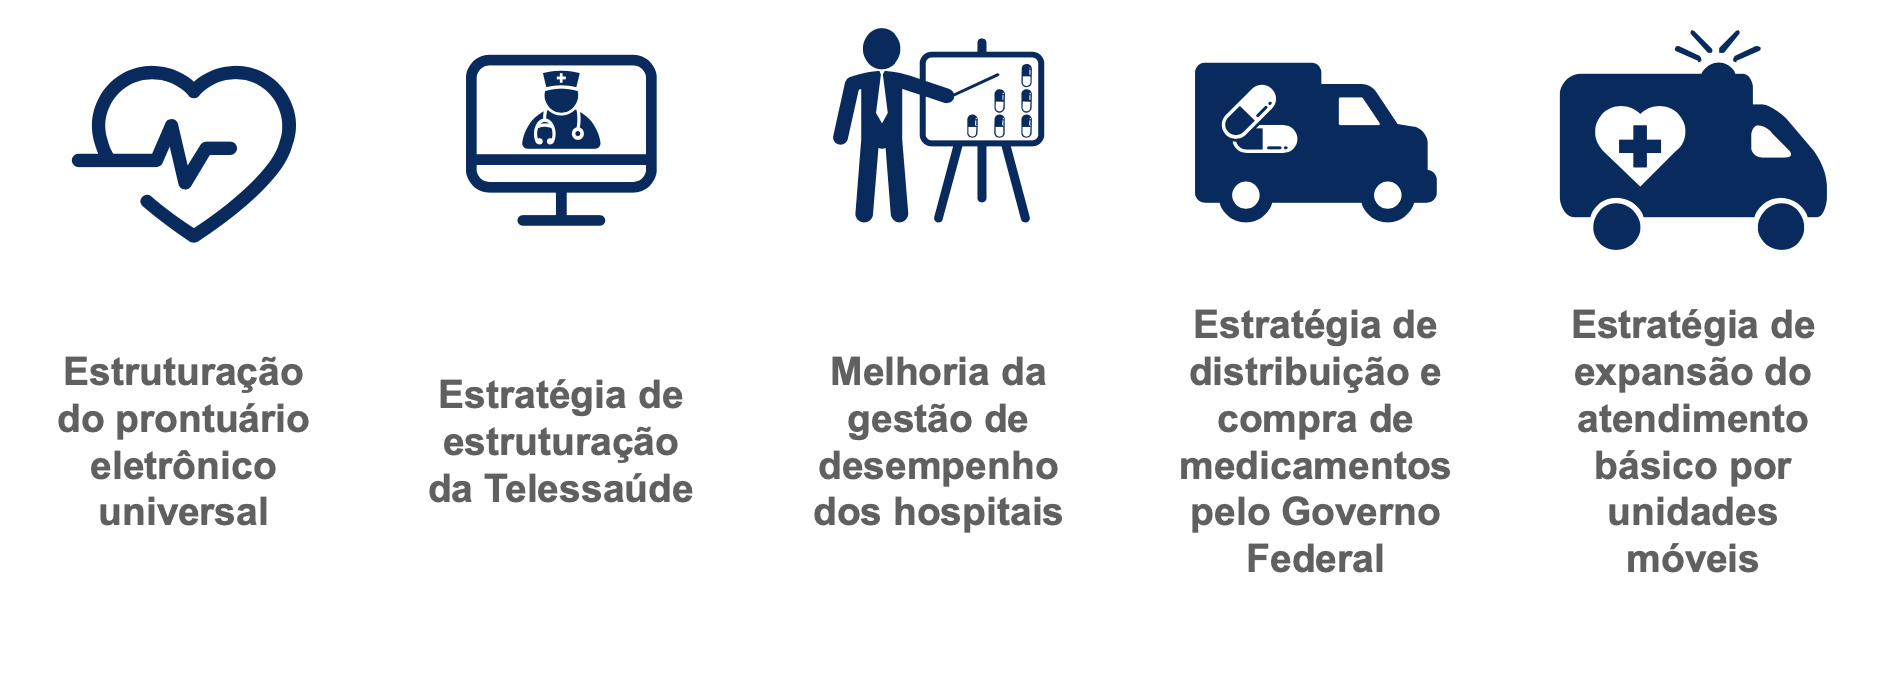 Estruturação
do prontuário
eletrônico
universal
Estratégia de
estruturação
da Telessaúde
Melhoria da
gestão de
desempenho
dos hospitais
Estratégia de
distribuição e
compra de
medicamentos
pelo Governo
Federal
Estratégia de
expansão do
atendimento
básico por
unidades
móveis